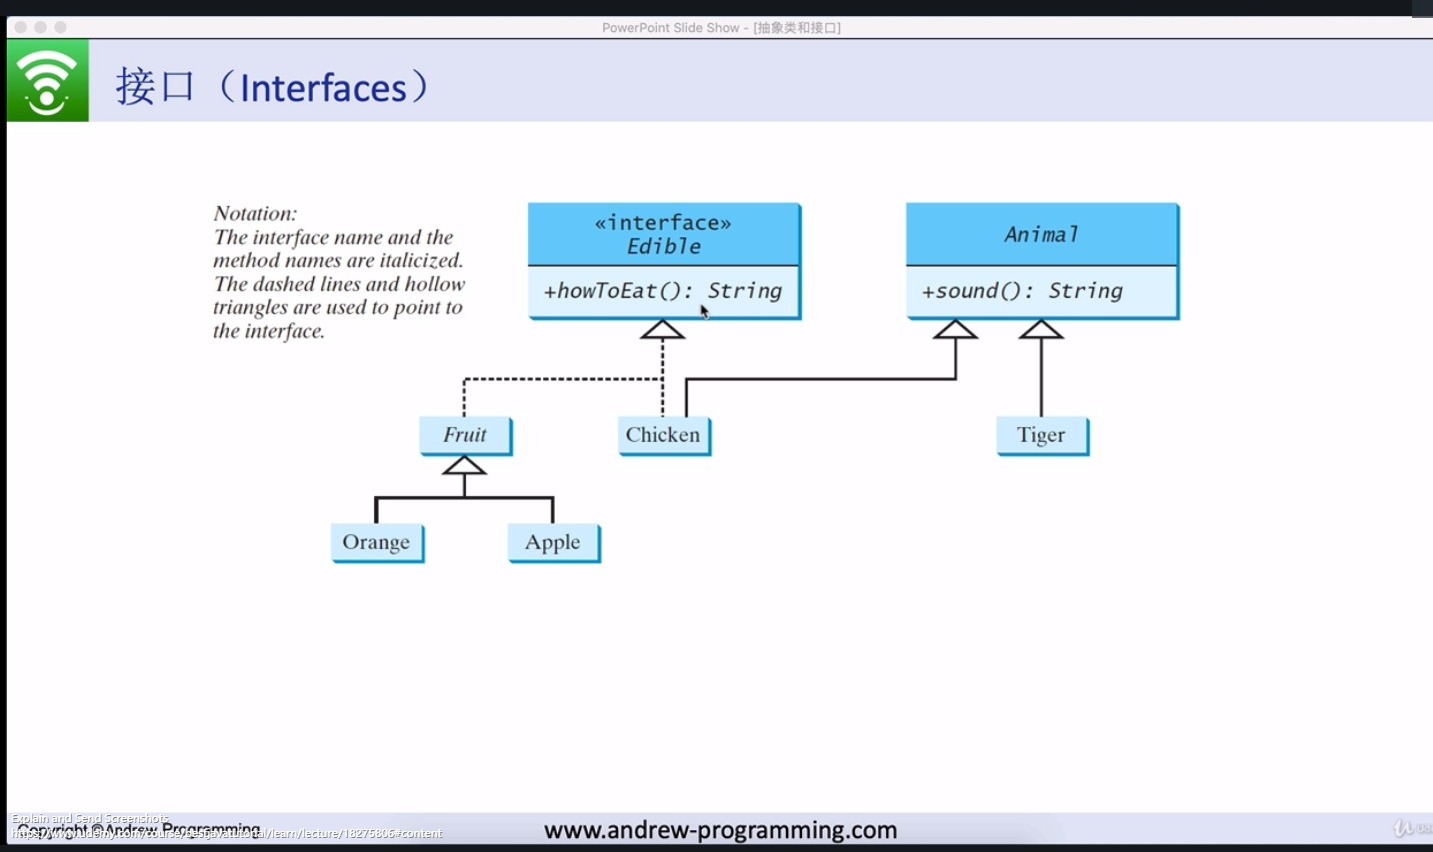 PowerPoint Slide Show - [抽象类和接口]
接口（Interfaces）
Notation:
The interface name and the
method names are italicized.
The dashed lines and hollow
triangles are used to point to
the interface.
«interface»
Edible
+howToEat(): String
Animal
+sound(): String
Fruit
Chicken
Tiger
Orange
Apple
Explain and Send Screenshots
Copyright ©Andrew Programming
https://www.udemy.com/course/bestjavatutorial/learn/lecture/18275806#content
www.andrew-programming.com